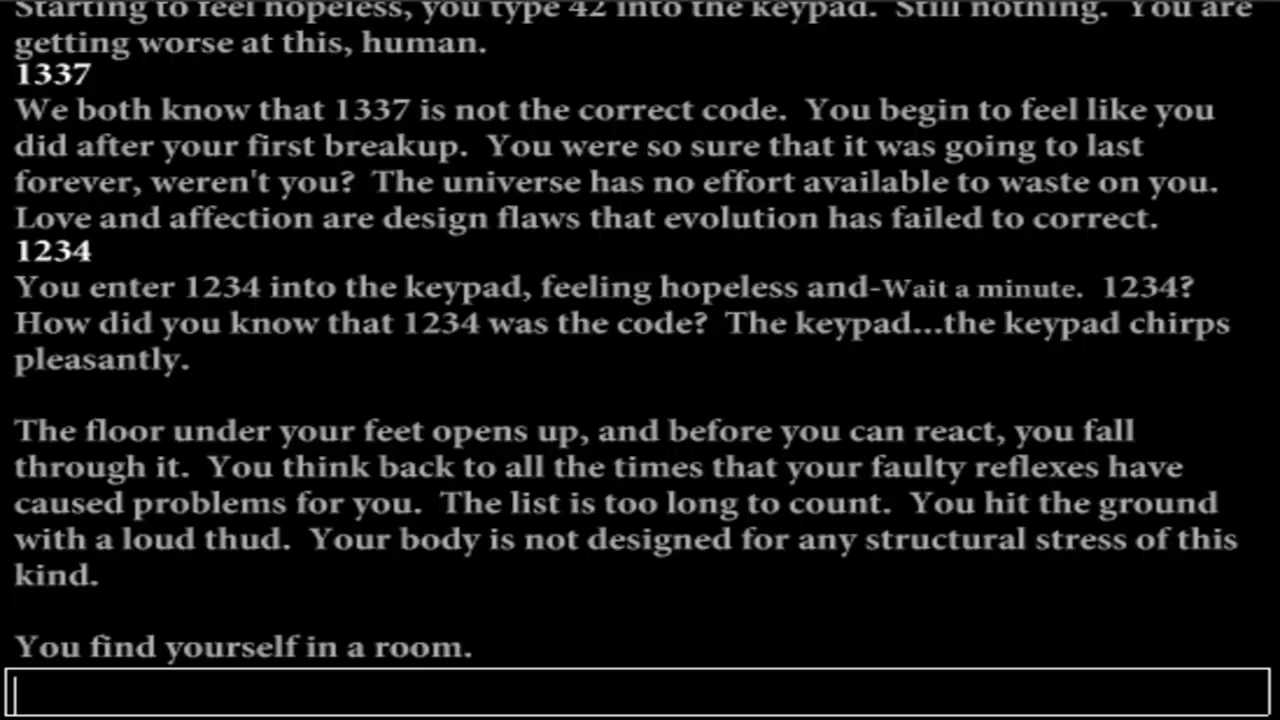 Starting to feel hopeless, you type 42 into the keypad.  Still nothing.  You are
getting worse at this, human.
1337
We both know that 1337 is not the correct code.  You begin to feel like you
did after your first breakup.  You were so sure that it was going to last
forever, weren't you?  The universe has no effort available to waste on you.
Love and affection are design flaws that evolution has failed to correct.
1234
You enter 1234 into the keypad, feeling hopeless and-Wait a minute.  1234?
How did you know that 1234 was the code?  The keypad...the keypad chirps
pleasantly.
The floor under your feet opens up, and before you can react, you fall
through it.  You think back to all the times that your faulty reflexes have
caused problems for you.  The list is too long to count.  You hit the ground
with a loud thud.  Your body is not designed for any structural stress of this
kind.
You find yourself in a room.